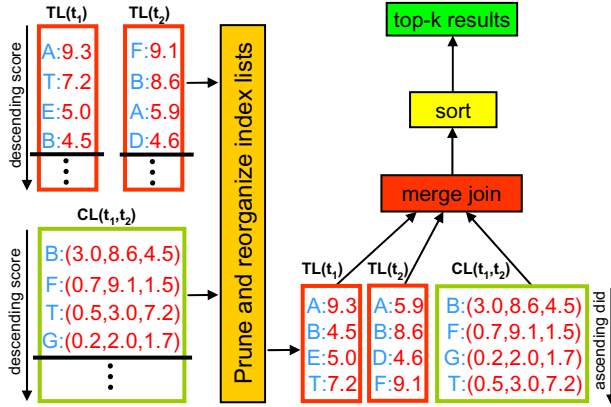 TL(t1)
TL(t2)
descending score
A:9.3
T:7.2
E:5.0
B:4.5
F:9.1
B:8.6
A:5.9
D:4.6
CL(t1,t2)
descending score
B:(3.0,8.6,4.5)
F:(0.7,9.1,1.5)
T:(0.5,3.0,7.2)
G:(0.2,2.0,1.7)
Prune and reorganize index lists
top-k results
sort
merge join
TL(t1)
TL(t2)
CL(t1,t2)
A:9.3
B:4.5
E:5.0
T:7.2
A:5.9
B:8.6
D:4.6
F:9.1
B:(3.0,8.6,4.5)
F:(0.7,9.1,1.5)
G:(0.2,2.0,1.7)
T:(0.5,3.0,7.2)
ascending did